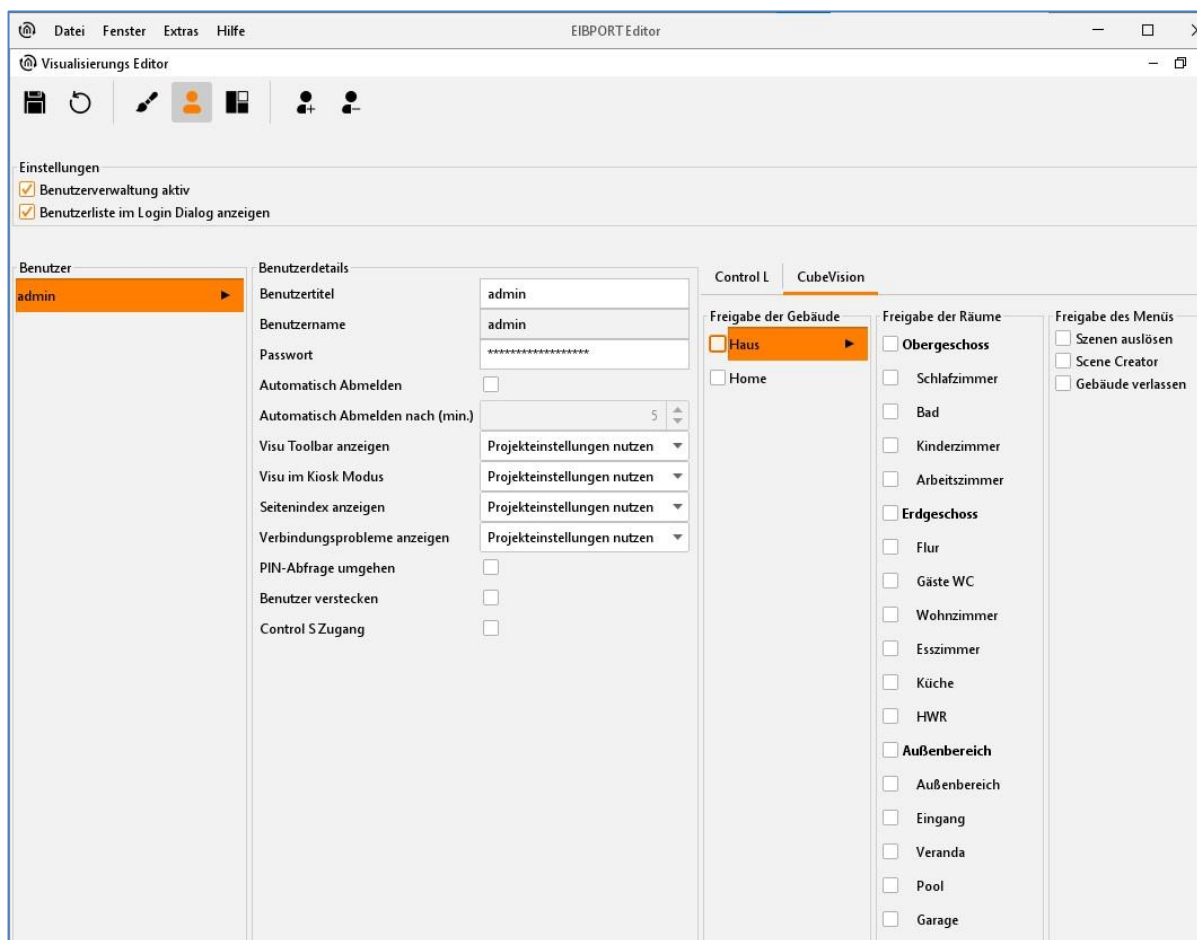 Datei Fenster Extras Hilfe EIBPORT Editor
Visualisierungs Editor
Einstellungen
Benutzerverwaltung aktiv
Benutzerliste im Login Dialog anzeigen
Benutzer
admin
Benutzerdetails
Benutzertitel admin
Benutzername admin
Passwort ******************
Automatisch Abmelden
Automatisch Abmelden nach (min.) 5
Visu Toolbar anzeigen Projekteinstellungen nutzen
Visu im Kiosk Modus Projekteinstellungen nutzen
Seitenindex anzeigen Projekteinstellungen nutzen
Verbindungsprobleme anzeigen Projekteinstellungen nutzen
PIN-Abfrage umgehen
Benutzer verstecken
Control S Zugang
Control L CubeVision
Freigabe der Gebäude
Haus
Home
Freigabe der Räume
Obergeschoss
Schlafzimmer
Bad
Kinderzimmer
Arbeitszimmer
Erdgeschoss
Flur
Gäste WC
Wohnzimmer
Esszimmer
Küche
HWR
Außenbereich
Außenbereich
Eingang
Veranda
Pool
Garage
Freigabe des Menüs
Szenen auslösen
Scene Creator
Gebäude verlassen